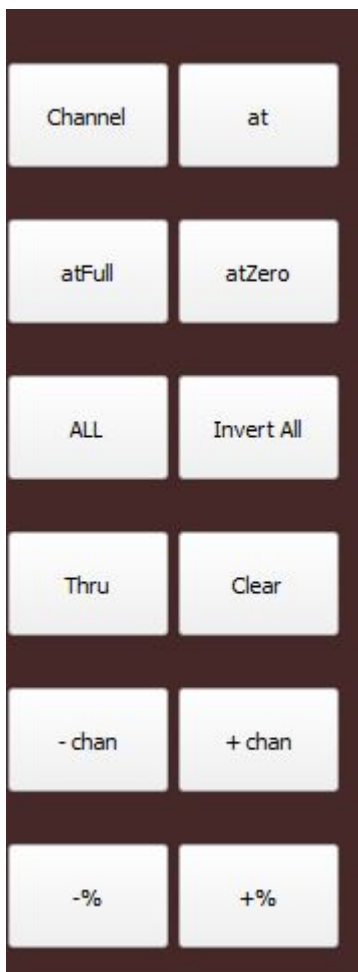 Channel
at
atFull
atZero
ALL
Invert All
Thru
Clear
- chan
+ chan
-%
+%